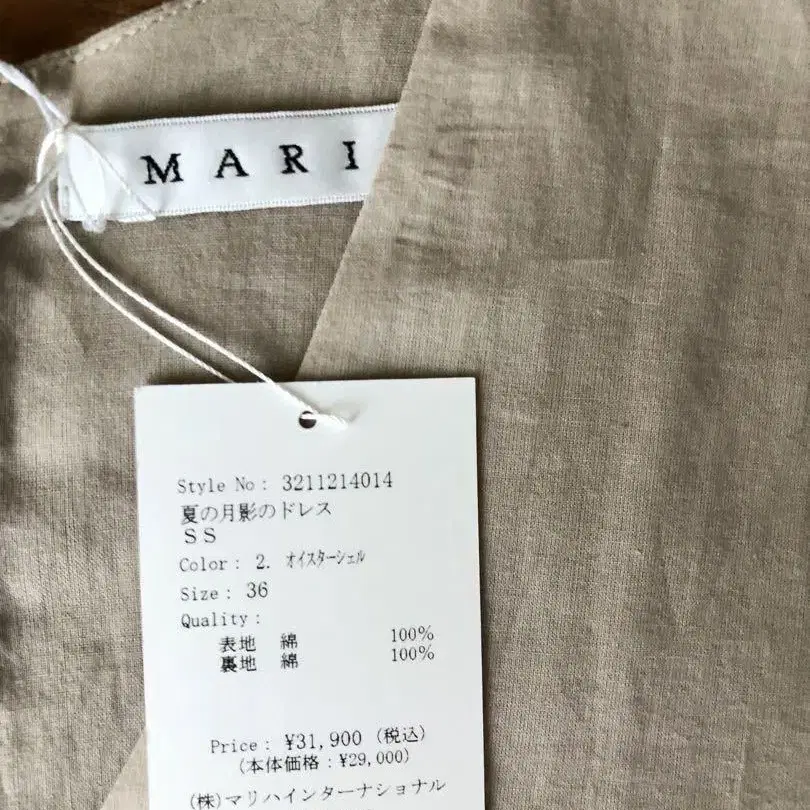 MARI
Style No : 3211214014
夏の月影のドレス
ＳＳ
Color : 2. ｵｲｽﾀｰｼｪﾙ
Size : 36
Quality :
表地 綿 100%
裏地 綿 100%
Price : ¥31,900 (税込)
(本体価格 : ¥29,000)
(株)マリハインターナショナル